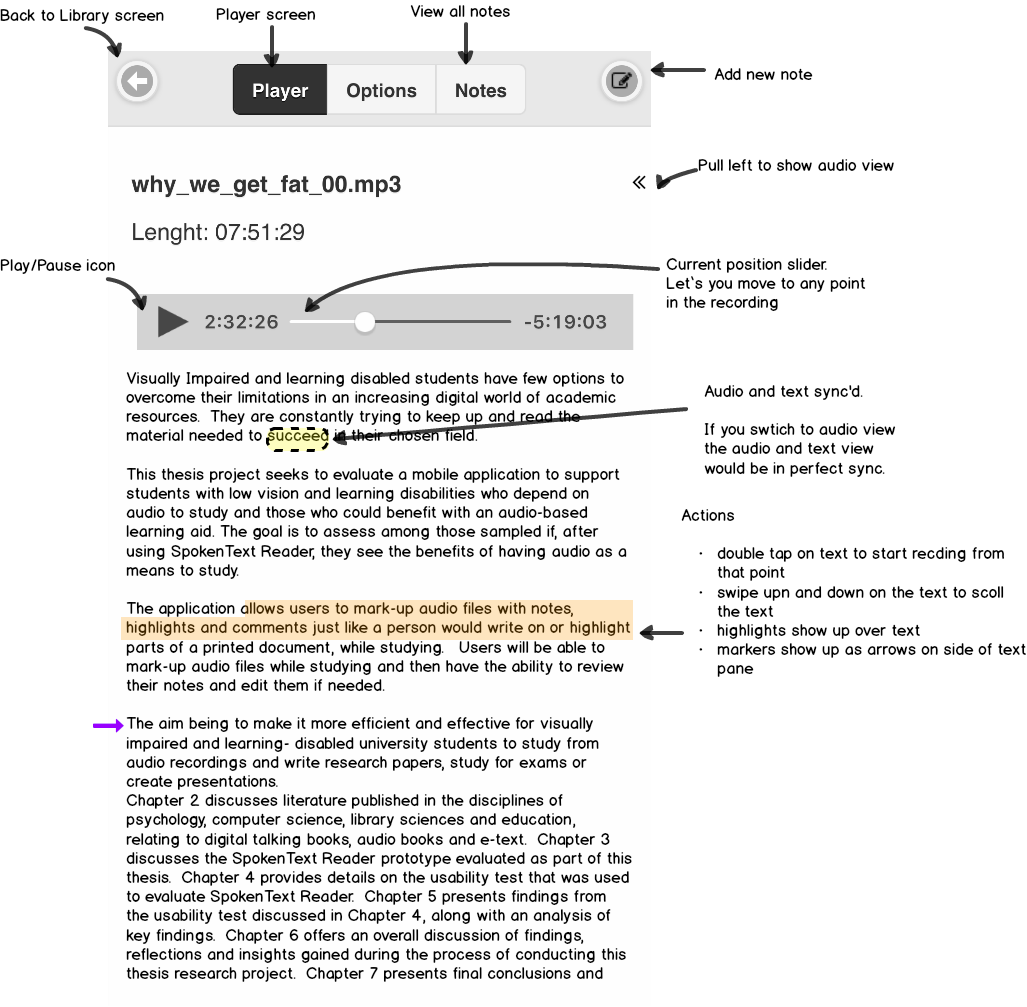 Back to Library screen
Player screen
View all notes
Player
Options
Notes
Add new note
why_we_get_fat_00.mp3
«
Pull left to show audio view
Lenght: 07:51:29
Play/Pause icon
Current position slider.
Let`s you move to any point
in the recording
2:32:26
-5:19:03
Visually Impaired and learning disabled students have few options to
overcome their limitations in an increasing digital world of academic
resources.  They are constantly trying to keep up and read the
material needed to succeed in their chosen field.
Audio and text sync'd.
If you swtich to audio view
the audio and text view
would be in perfect sync.
This thesis project seeks to evaluate a mobile application to support
students with low vision and learning disabilities who depend on
audio to study and those who could benefit with an audio-based
learning aid. The goal is to assess among those sampled if, after
using SpokenText Reader, they see the benefits of having audio as a
means to study.
Actions
· double tap on text to start recding from
that point
· swipe upn and down on the text to scoll
the text
· highlights show up over text
· markers show up as arrows on side of text
pane
The application allows users to mark-up audio files with notes,
highlights and comments just like a person would write on or highlight
parts of a printed document, while studying.   Users will be able to
mark-up audio files while studying and then have the ability to review
their notes and edit them if needed.
The aim being to make it more efficient and effective for visually
impaired and learning- disabled university students to study from
audio recordings and write research papers, study for exams or
create presentations.
Chapter 2 discusses literature published in the disciplines of
psychology, computer science, library sciences and education,
relating to digital talking books, audio books and e-text.  Chapter 3
discusses the SpokenText Reader prototype evaluated as part of this
thesis.  Chapter 4 provides details on the usability test that was used
to evaluate SpokenText Reader.  Chapter 5 presents findings from
the usability test discussed in Chapter 4, along with an analysis of
key findings.  Chapter 6 offers an overall discussion of findings,
reflections and insights gained during the process of conducting this
thesis research project.  Chapter 7 presents final conclusions and